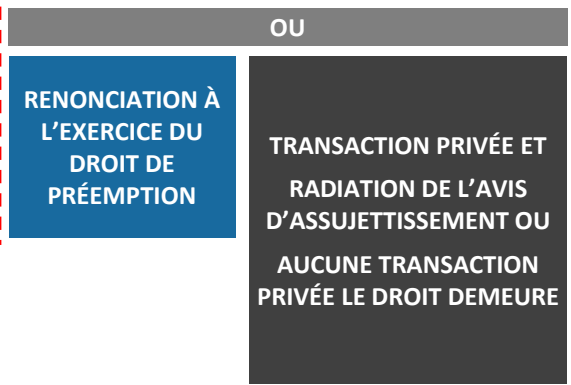 OU
RENONCIATION À
L'EXERCICE DU
DROIT DE
PRÉEMPTION
TRANSACTION PRIVÉE ET
RADIATION DE L'AVIS
D'ASSUJETTISSEMENT OU
AUCUNE TRANSACTION
PRIVÉE LE DROIT DEMEURE